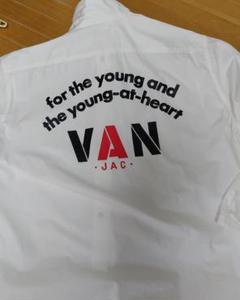 for the young and
the young-at-heart
VAN
·JAC·